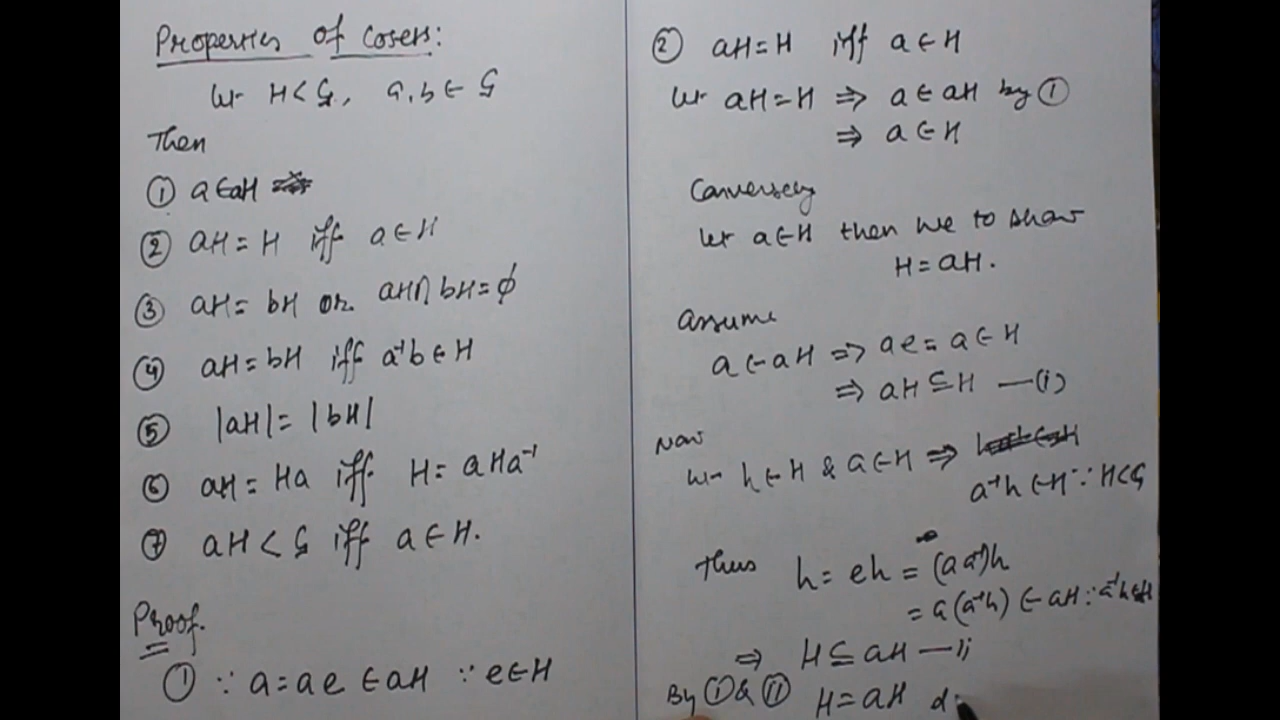 Properties of Cosets:
Let H < G, a, b ∈ G
Then
① a ∈ aH
② aH = H iff a ∈ H
③ aH = bH or aH ∩ bH = ϕ
④ aH = bH iff a⁻¹b ∈ H
⑤ |aH| = |bH|
⑥ aH = Ha iff H = aHa⁻¹
⑦ aH < G iff a ∈ H.
Proof.
① ∵ a = ae ∈ aH ∵ e ∈ H
② aH = H iff a ∈ H
Let aH = H ⇒ a ∈ aH by ①
⇒ a ∈ H
Conversely
let a ∈ H then we to show
H = aH.
Assume
a ∈ aH ⇒ ae = a ∈ H
⇒ aH ⊆ H —(i)
Now
Let h ∈ H & a ∈ H ⇒
a⁻¹h ∈ H ∵ H < G
Thus h = eh = (aa⁻¹)h
= a(a⁻¹h) ∈ aH ∵ a⁻¹h ∈ H
⇒ H ⊆ aH — ii
By ① & ⑪ H = aH